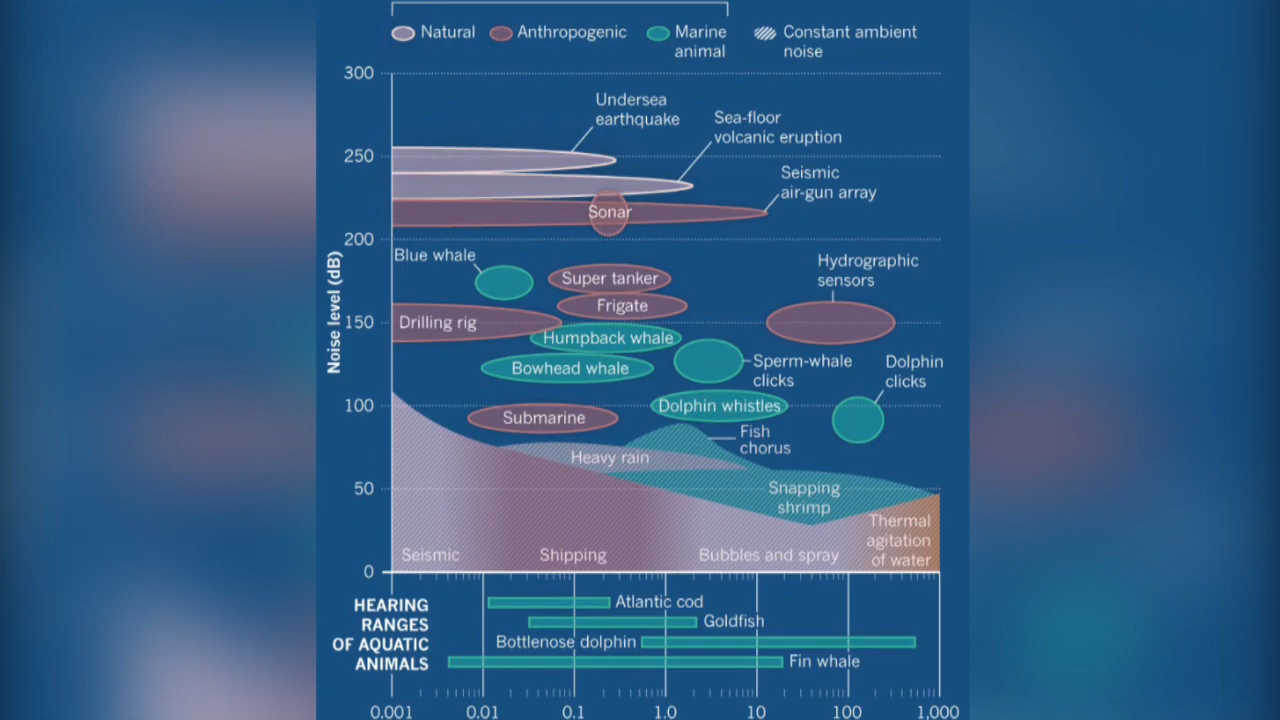 Natural
Anthropogenic
Marine
animal
Constant ambient
noise
300
250
200
150
100
50
0
Noise level (dB)
Undersea
earthquake
Sea-floor
volcanic eruption
Seismic
air-gun array
Sonar
Blue whale
Super tanker
Hydrographic
sensors
Frigate
Drilling rig
Humpback whale
Bowhead whale
Sperm-whale
clicks
Dolphin
clicks
Dolphin whistles
Submarine
Fish
chorus
Heavy rain
Snapping
shrimp
Thermal
agitation
of water
Seismic
Shipping
Bubbles and spray
HEARING
RANGES
OF AQUATIC
ANIMALS
Atlantic cod
Goldfish
Bottlenose dolphin
Fin whale
0.001
0.01
0.1
1.0
10
100
1,000